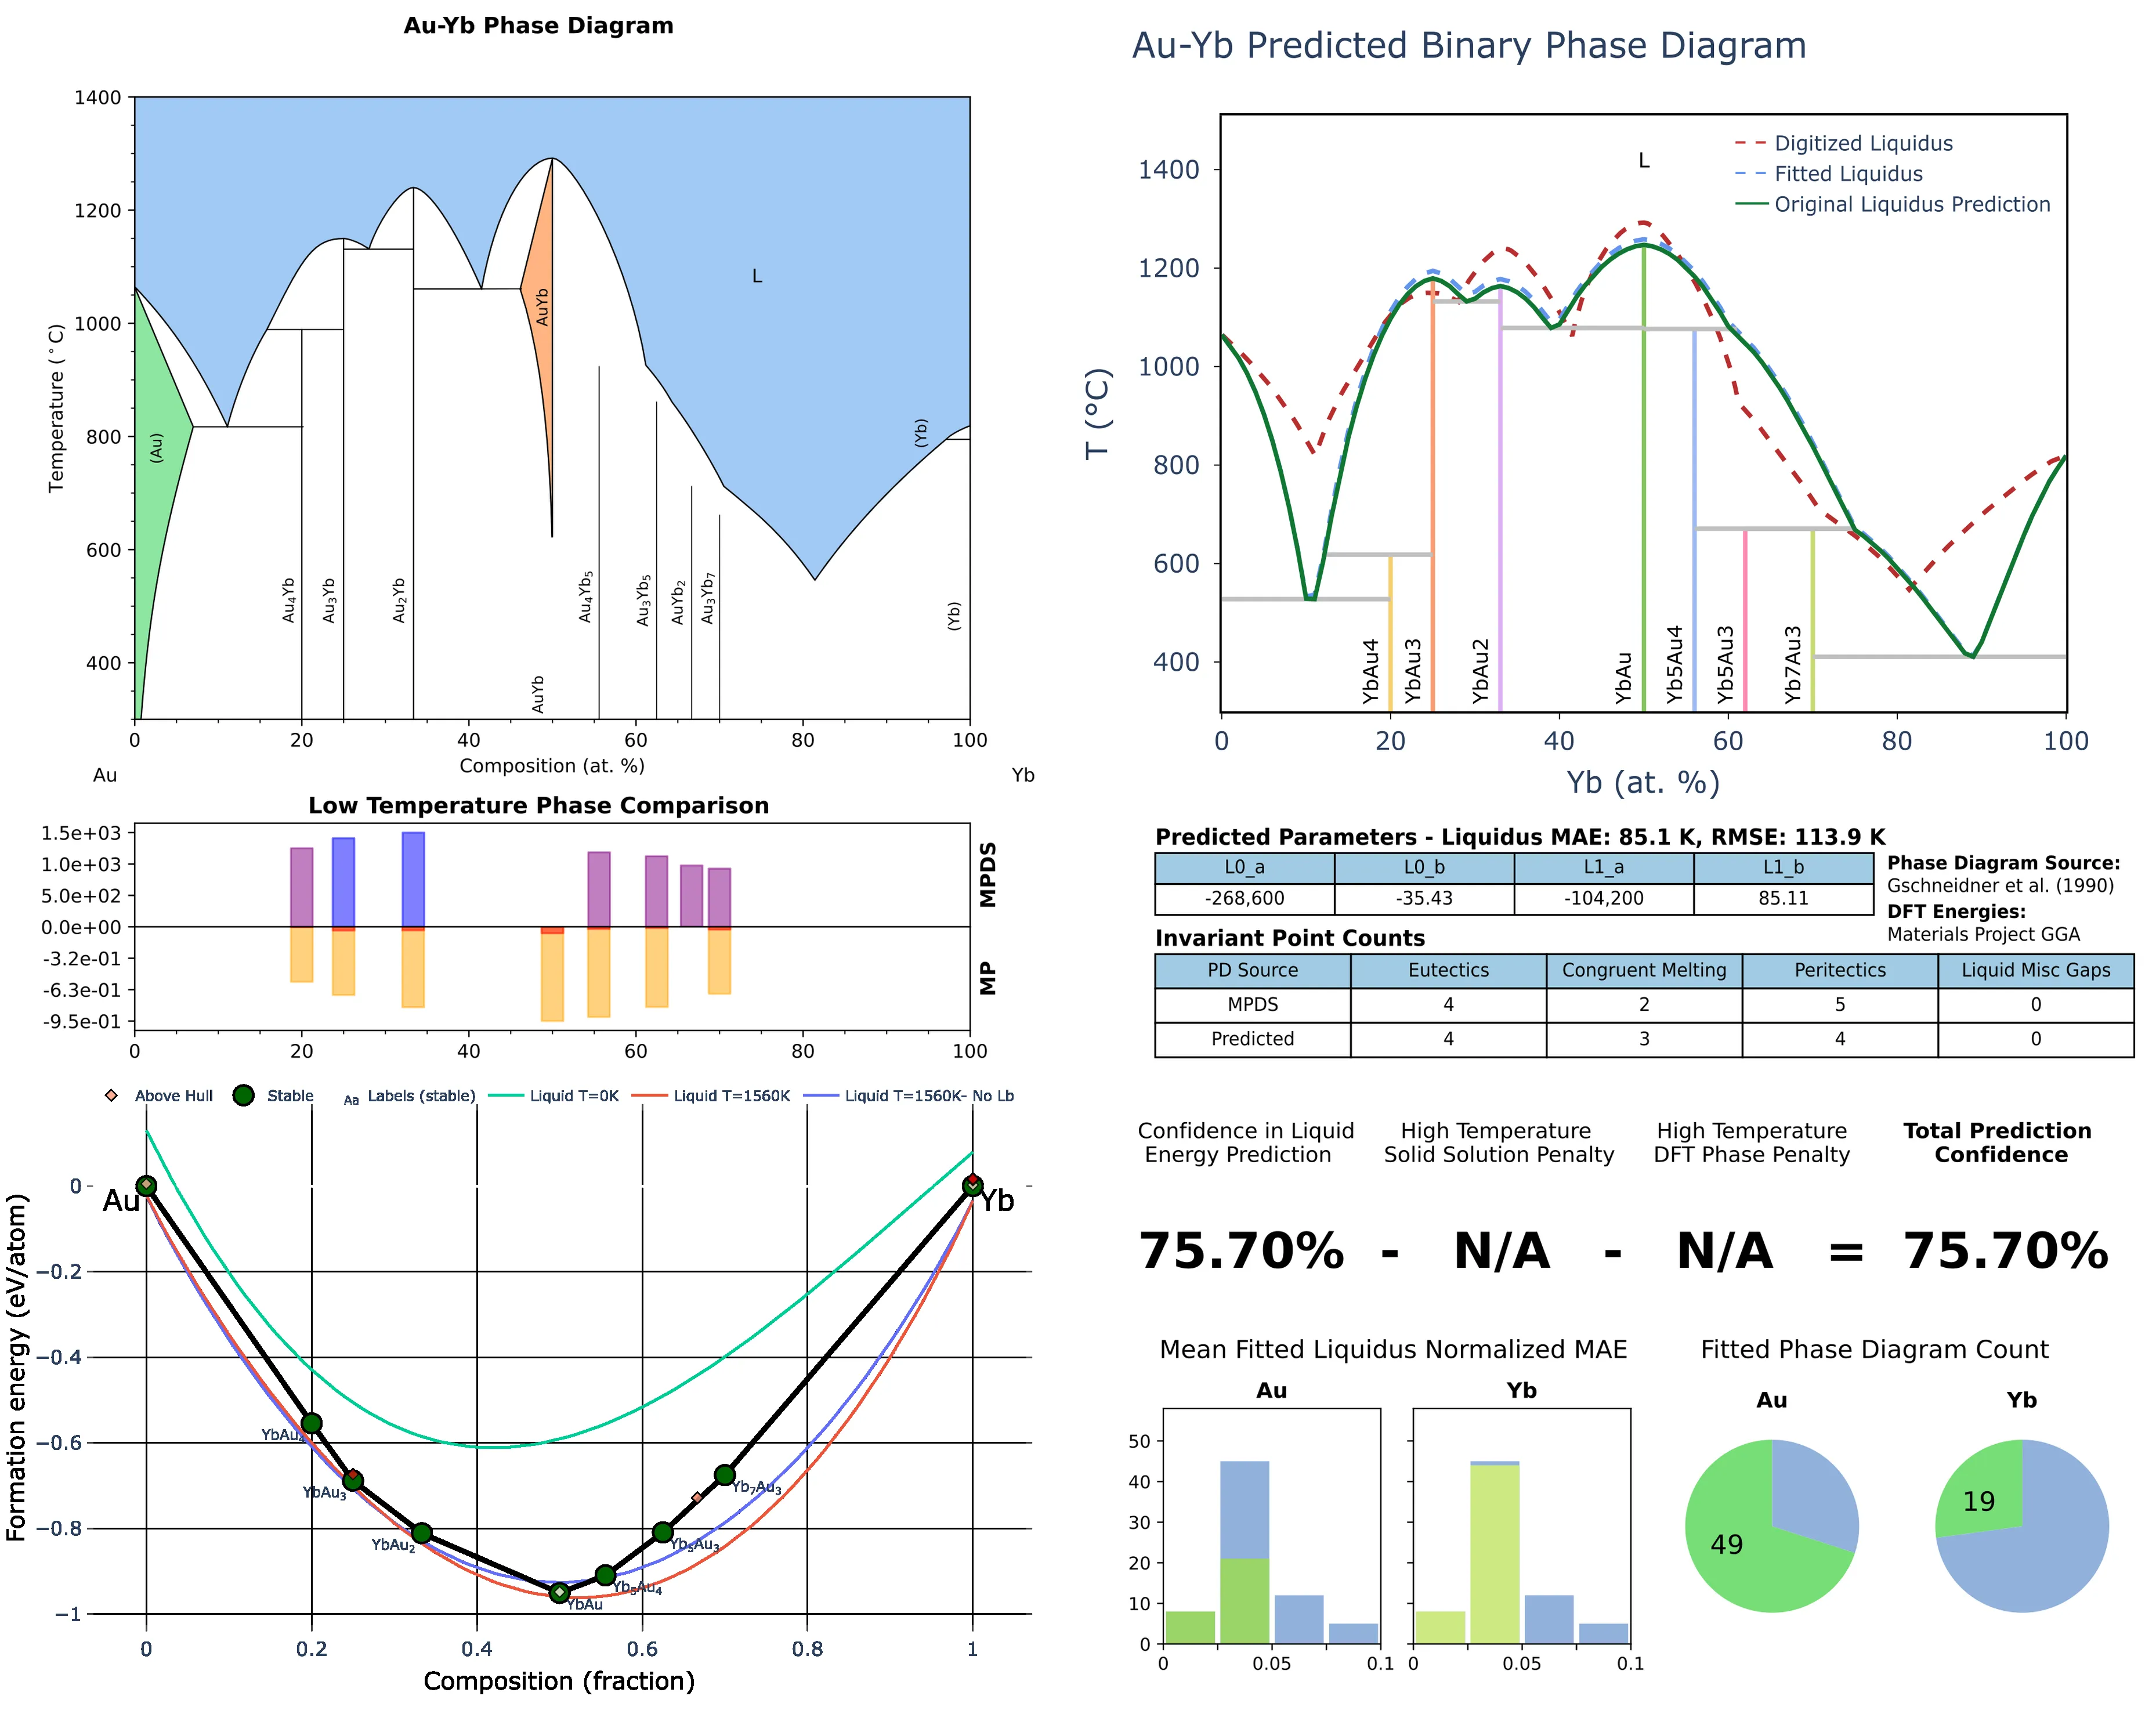 Au-Yb Phase Diagram
1400
1200
1000
800
600
400
Temperature (°C)
L
(Au)
Au4Yb
Au3Yb
Au2Yb
AuYb
AuYb
Au4Yb5
Au3Yb5
AuYb2
Au3Yb7
(Yb)
(Yb)
0 20 40 60 80 100
Composition (at. %)
Au Yb
Low Temperature Phase Comparison
1.5e+03
1.0e+03
5.0e+02
0.0e+00
-3.2e-01
-6.3e-01
-9.5e-01
MPDS
MP
0 20 40 60 80 100
Above Hull Stable Aa Labels (stable) Liquid T=0K Liquid T=1560K Liquid T=1560K- No Lb
0
−0.2
−0.4
−0.6
−0.8
−1
Formation energy (eV/atom)
Au
Yb
YbAu4
YbAu3
YbAu2
YbAu
Yb5Au4
Yb5Au3
Yb7Au3
0 0.2 0.4 0.6 0.8 1
Composition (fraction)
Au-Yb Predicted Binary Phase Diagram
1400
1200
1000
800
600
400
T (°C)
L
Digitized Liquidus
Fitted Liquidus
Original Liquidus Prediction
YbAu4
YbAu3
YbAu2
YbAu
Yb5Au4
Yb5Au3
Yb7Au3
0 20 40 60 80 100
Yb (at. %)
Predicted Parameters - Liquidus MAE: 85.1 K, RMSE: 113.9 K
L0_a L0_b L1_a L1_b
-268,600 -35.43 -104,200 85.11
Phase Diagram Source:
Gschneidner et al. (1990)
DFT Energies:
Materials Project GGA
Invariant Point Counts
PD Source Eutectics Congruent Melting Peritectics Liquid Misc Gaps
MPDS 4 2 5 0
Predicted 4 3 4 0
Confidence in Liquid
Energy Prediction
High Temperature
Solid Solution Penalty
High Temperature
DFT Phase Penalty
Total Prediction
Confidence
75.70% - N/A - N/A = 75.70%
Mean Fitted Liquidus Normalized MAE
Au
Yb
50
40
30
20
10
0
0 0.05 0.1
0 0.05 0.1
Fitted Phase Diagram Count
Au
Yb
49
19